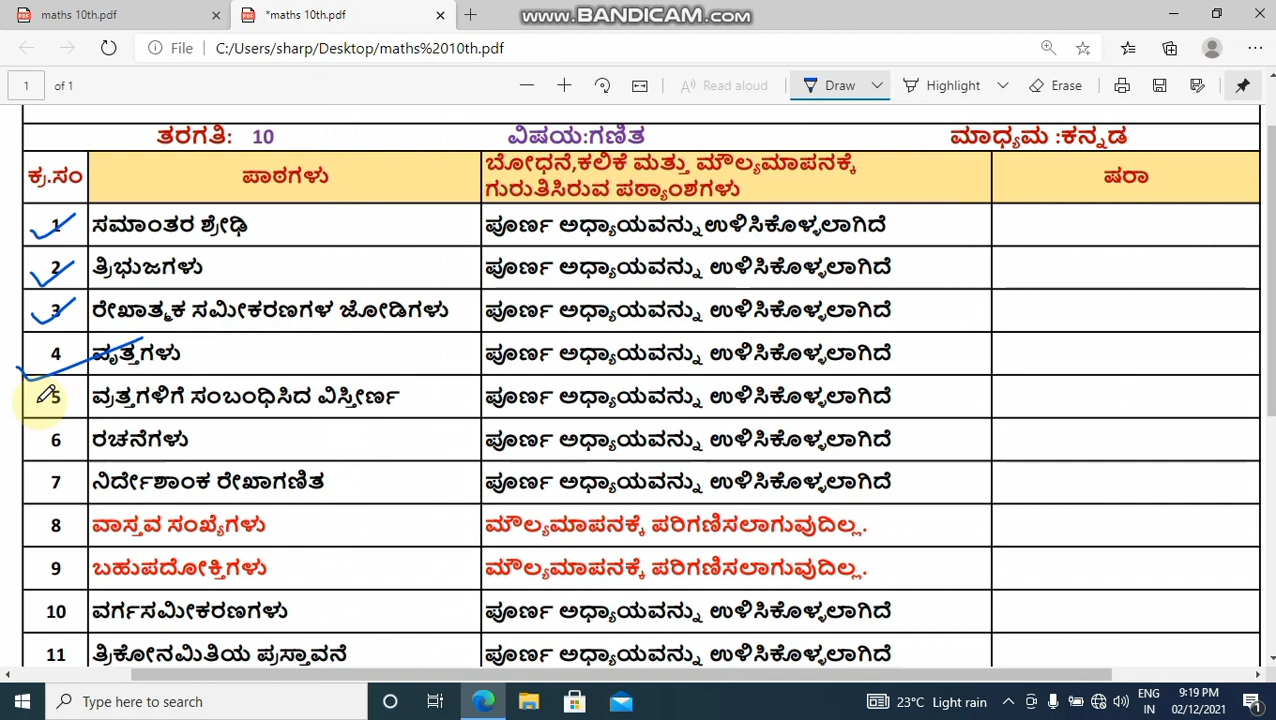 maths 10th.pdf
*maths 10th.pdf
www.BANDICAM.com
File C:/Users/sharp/Desktop/maths%2010th.pdf
1 of 1 Read aloud Draw Highlight Erase
ತರಗತಿ: 10 ವಿಷಯ:ಗಣಿತ ಮಾಧ್ಯಮ :ಕನ್ನಡ
ಕ್ರ.ಸಂ ಪಾಠಗಳು ಬೋಧನೆ,ಕಲಿಕೆ ಮತ್ತು ಮೌಲ್ಯಮಾಪನಕ್ಕೆ ಷರಾ
ಗುರುತಿಸಿರುವ ಪಠ್ಯಾಂಶಗಳು
1 ಸಮಾಂತರ ಶ್ರೇಢಿ ಪೂರ್ಣ ಅಧ್ಯಾಯವನ್ನು ಉಳಿಸಿಕೊಳ್ಳಲಾಗಿದೆ
2 ತ್ರಿಭುಜಗಳು ಪೂರ್ಣ ಅಧ್ಯಾಯವನ್ನು ಉಳಿಸಿಕೊಳ್ಳಲಾಗಿದೆ
3 ರೇಖಾತ್ಮಕ ಸಮೀಕರಣಗಳ ಜೋಡಿಗಳು ಪೂರ್ಣ ಅಧ್ಯಾಯವನ್ನು ಉಳಿಸಿಕೊಳ್ಳಲಾಗಿದೆ
4 ವೃತ್ತಗಳು ಪೂರ್ಣ ಅಧ್ಯಾಯವನ್ನು ಉಳಿಸಿಕೊಳ್ಳಲಾಗಿದೆ
5 ವ್ರತ್ತಗಳಿಗೆ ಸಂಬಂಧಿಸಿದ ವಿಸ್ತೀರ್ಣ ಪೂರ್ಣ ಅಧ್ಯಾಯವನ್ನು ಉಳಿಸಿಕೊಳ್ಳಲಾಗಿದೆ
6 ರಚನೆಗಳು ಪೂರ್ಣ ಅಧ್ಯಾಯವನ್ನು ಉಳಿಸಿಕೊಳ್ಳಲಾಗಿದೆ
7 ನಿರ್ದೇಶಾಂಕ ರೇಖಾಗಣಿತ ಪೂರ್ಣ ಅಧ್ಯಾಯವನ್ನು ಉಳಿಸಿಕೊಳ್ಳಲಾಗಿದೆ
8 ವಾಸ್ತವ ಸಂಖ್ಯೆಗಳು ಮೌಲ್ಯಮಾಪನಕ್ಕೆ ಪರಿಗಣಿಸಲಾಗುವುದಿಲ್ಲ.
9 ಬಹುಪದೋಕ್ತಿಗಳು ಮೌಲ್ಯಮಾಪನಕ್ಕೆ ಪರಿಗಣಿಸಲಾಗುವುದಿಲ್ಲ.
10 ವರ್ಗಸಮೀಕರಣಗಳು ಪೂರ್ಣ ಅಧ್ಯಾಯವನ್ನು ಉಳಿಸಿಕೊಳ್ಳಲಾಗಿದೆ
11 ತ್ರಿಕೋನಮಿತಿಯ ಪ್ರಸ್ತಾವನೆ ಪೂರ್ಣ ಅಧ್ಯಾಯವನ್ನು ಉಳಿಸಿಕೊಳ್ಳಲಾಗಿದೆ
Type here to search 23°C Light rain ENG 9:19 PM
IN 02/12/2021 1